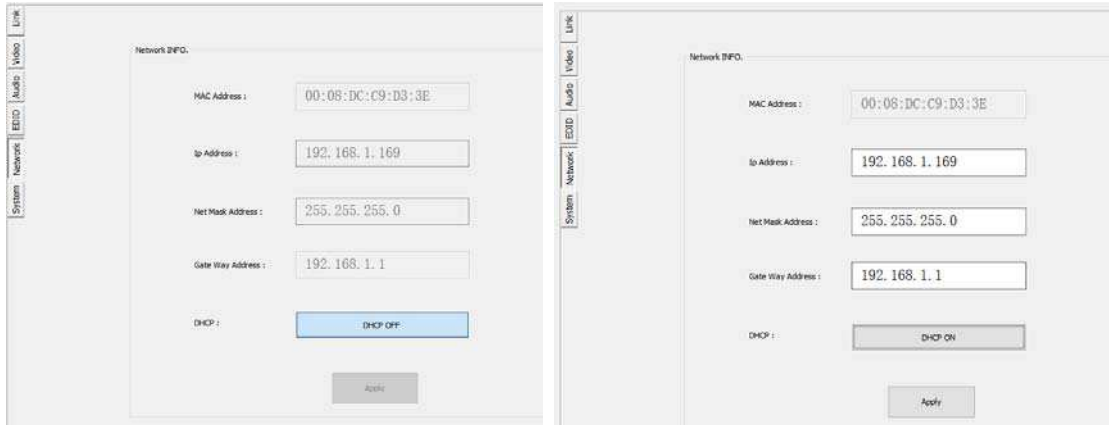 Link
Video
Audio
EDID
Network
System
Network INFO.
MAC Address :
00:08:DC:C9:D3:3E
Ip Address :
192.168.1.169
Net Mask Address :
255.255.255.0
Gate Way Address :
192.168.1.1
DHCP :
DHCP OFF
Apply
Link
Video
Audio
EDID
Network
System
Network INFO.
MAC Address :
00:08:DC:C9:D3:3E
Ip Address :
192.168.1.169
Net Mask Address :
255.255.255.0
Gate Way Address :
192.168.1.1
DHCP :
DHCP ON
Apply